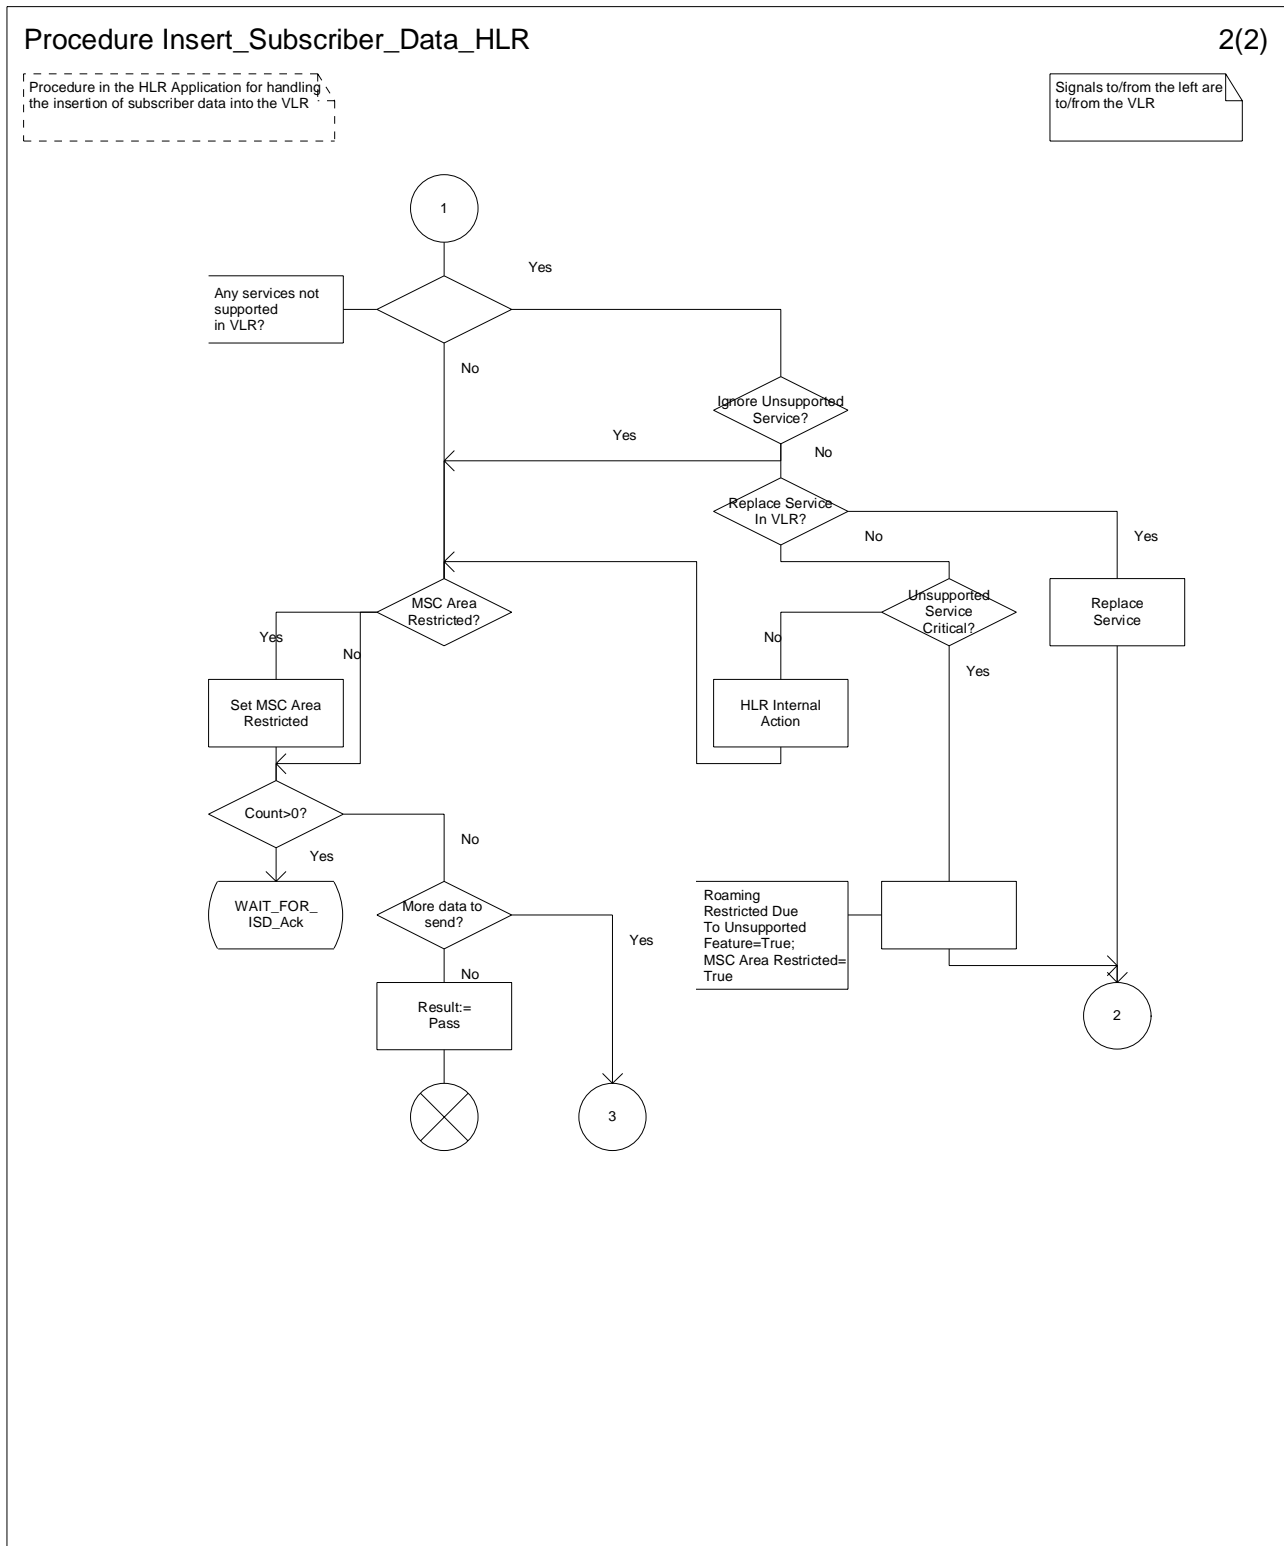 Procedure Insert_Subscriber_Data_HLR
2(2)
Procedure in the HLR Application for handling
the insertion of subscriber data into the VLR
Signals to/from the left are
to/from the VLR
1
Yes
Any services not
supported
in VLR?
No
Ignore Unsupported
Service?
Yes
No
Replace Service
In VLR?
No
Yes
MSC Area
Restricted?
Unsupported
Service
Critical?
Replace
Service
Yes
No
No
Yes
Set MSC Area
Restricted
HLR Internal
Action
Count>0?
No
Yes
WAIT_FOR_
ISD_Ack
More data to
send?
Yes
Roaming
Restricted Due
To Unsupported
Feature=True;
MSC Area Restricted=
True
No
Result:=
Pass
2
3